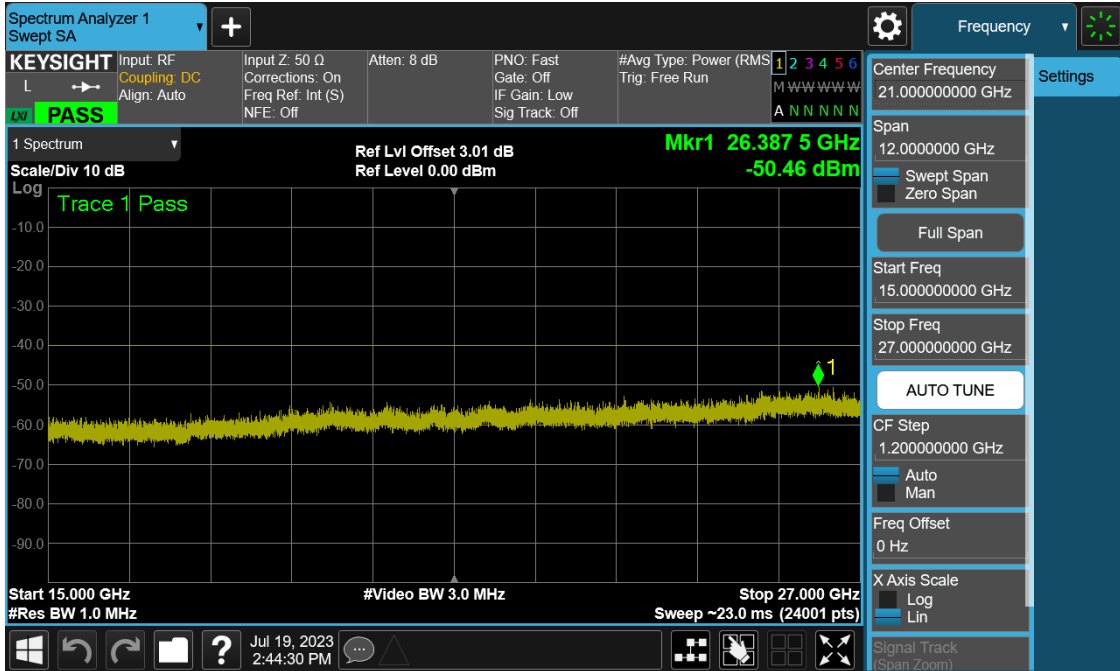 Spectrum Analyzer 1
Swept SA
+
Frequency
KEYSIGHT
L
LXI PASS
Input: RF
Coupling: DC
Align: Auto
Input Z: 50 Ω
Corrections: On
Freq Ref: Int (S)
NFE: Off
Atten: 8 dB
PNO: Fast
Gate: Off
IF Gain: Low
Sig Track: Off
#Avg Type: Power (RMS
Trig: Free Run
1 2 3 4 5 6
M W W W W W
A N N N N N
1 Spectrum
Scale/Div 10 dB
Ref Lvl Offset 3.01 dB
Ref Level 0.00 dBm
Mkr1 26.387 5 GHz
-50.46 dBm
Log
Trace 1 Pass
-10.0
-20.0
-30.0
-40.0
1
-50.0
-60.0
-70.0
-80.0
-90.0
Start 15.000 GHz
#Video BW 3.0 MHz
Stop 27.000 GHz
#Res BW 1.0 MHz
Sweep ~23.0 ms (24001 pts)
?
Jul 19, 2023
2:44:30 PM
Center Frequency
21.000000000 GHz
Settings
Span
12.0000000 GHz
Swept Span
Zero Span
Full Span
Start Freq
15.000000000 GHz
Stop Freq
27.000000000 GHz
AUTO TUNE
CF Step
1.200000000 GHz
Auto
Man
Freq Offset
0 Hz
X Axis Scale
Log
Lin
Signal Track
(Span Zoom)